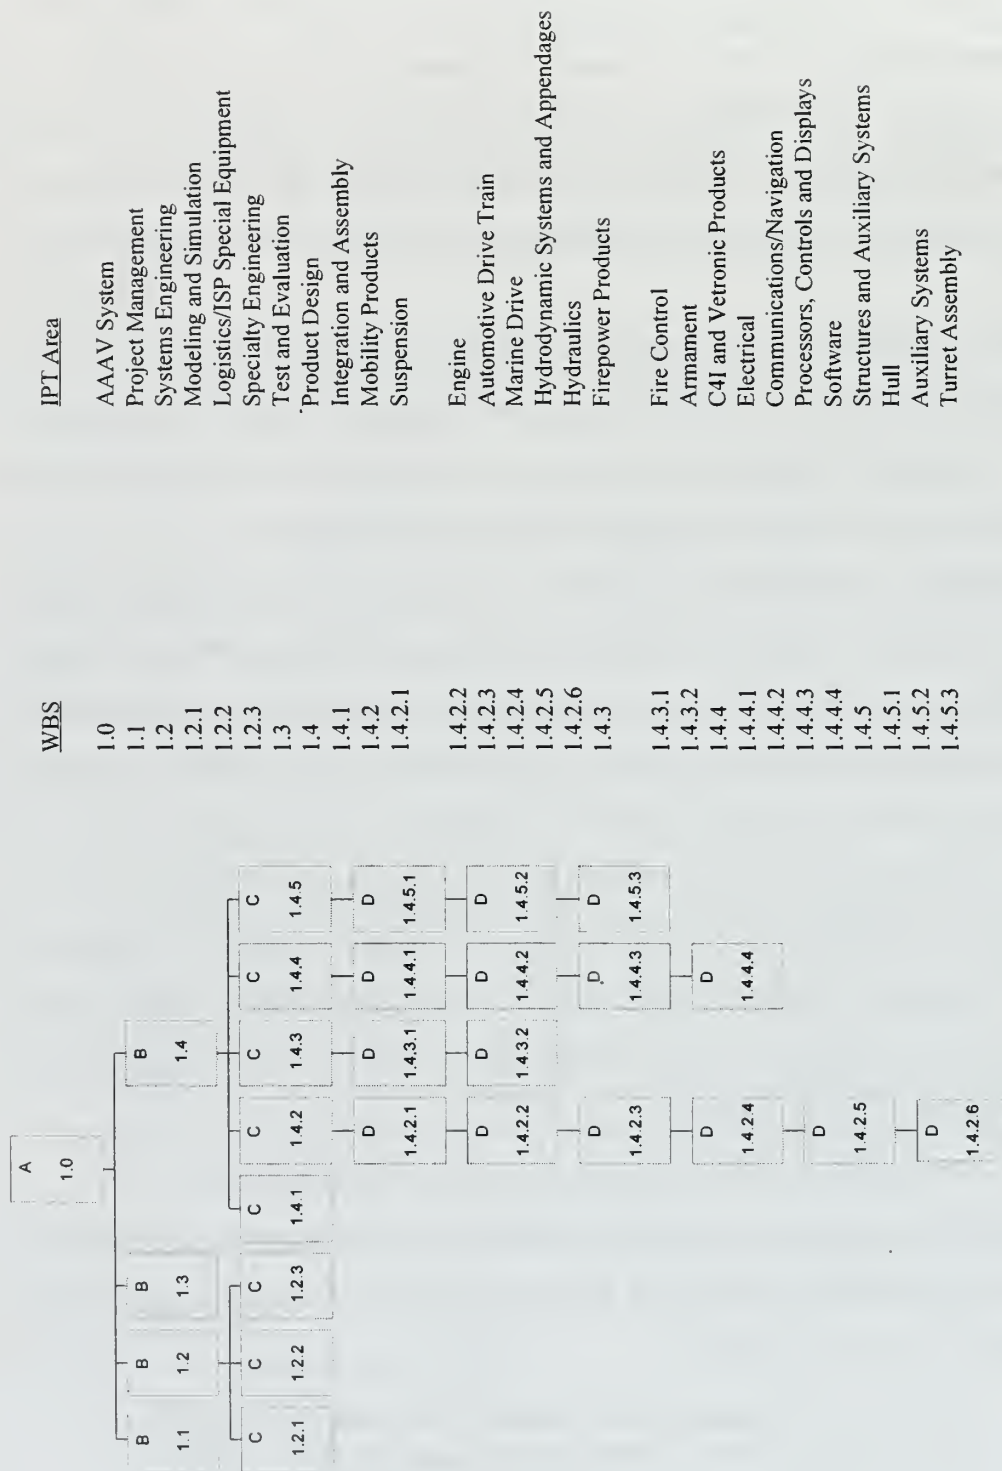 A
1.0
B
1.1
B
1.2
B
1.3
B
1.4
C
1.2.1
C
1.2.2
C
1.2.3
C
1.4.1
C
1.4.2
C
1.4.3
C
1.4.4
C
1.4.5
D
1.4.2.1
D
1.4.3.1
D
1.4.4.1
D
1.4.5.1
D
1.4.2.2
D
1.4.3.2
D
1.4.4.2
D
1.4.5.2
D
1.4.2.3
D
1.4.4.3
D
1.4.5.3
D
1.4.2.4
D
1.4.4.4
D
1.4.2.5
D
1.4.2.6
WBS IPT Area
1.0 AAAV System
1.1 Project Management
1.2 Systems Engineering
1.2.1 Modeling and Simulation
1.2.2 Logistics/ISP Special Equipment
1.2.3 Specialty Engineering
1.3 Test and Evaluation
1.4 Product Design
1.4.1 Integration and Assembly
1.4.2 Mobility Products
1.4.2.1 Suspension
1.4.2.2 Engine
1.4.2.3 Automotive Drive Train
1.4.2.4 Marine Drive
1.4.2.5 Hydrodynamic Systems and Appendages
1.4.2.6 Hydraulics
1.4.3 Firepower Products
1.4.3.1 Fire Control
1.4.3.2 Armament
1.4.4 C4I and Vetronic Products
1.4.4.1 Electrical
1.4.4.2 Communications/Navigation
1.4.4.3 Processors, Controls and Displays
1.4.4.4 Software
1.4.5 Structures and Auxiliary Systems
1.4.5.1 Hull
1.4.5.2 Auxiliary Systems
1.4.5.3 Turret Assembly